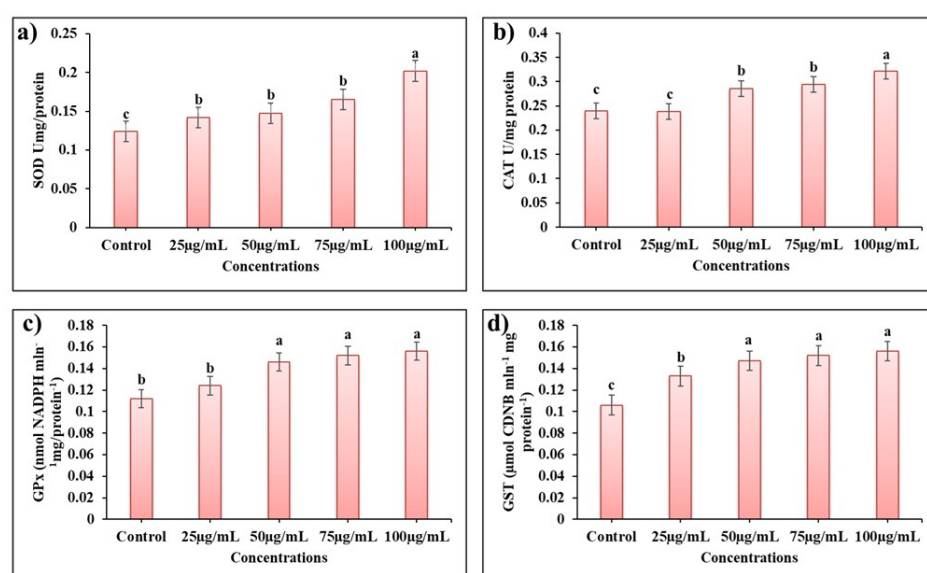 a)
SOD Umg/protein
0.25
0.2
0.15
0.1
0.05
0
c
b
b
b
a
Control 25µg/mL 50µg/mL 75µg/mL 100µg/mL
Concentrations
b)
CAT U/mg protein
0.4
0.35
0.3
0.25
0.2
0.15
0.1
0.05
0
c
c
b
b
a
Control 25µg/mL 50µg/mL 75µg/mL 100µg/mL
Concentrations
c)
GPx (nmol NADPH mln-
1mg/protein-1)
0.18
0.16
0.14
0.12
0.1
0.08
0.06
0.04
0.02
0
b
b
a
a
a
Control 25µg/mL 50µg/mL 75µg/mL 100µg/mL
Concentrations
d)
GST (µmol CDNB mln-1 mg
protein-1)
0.18
0.16
0.14
0.12
0.1
0.08
0.06
0.04
0.02
0
c
b
a
a
a
Control 25µg/mL 50µg/mL 75µg/mL 100µg/mL
Concentrations